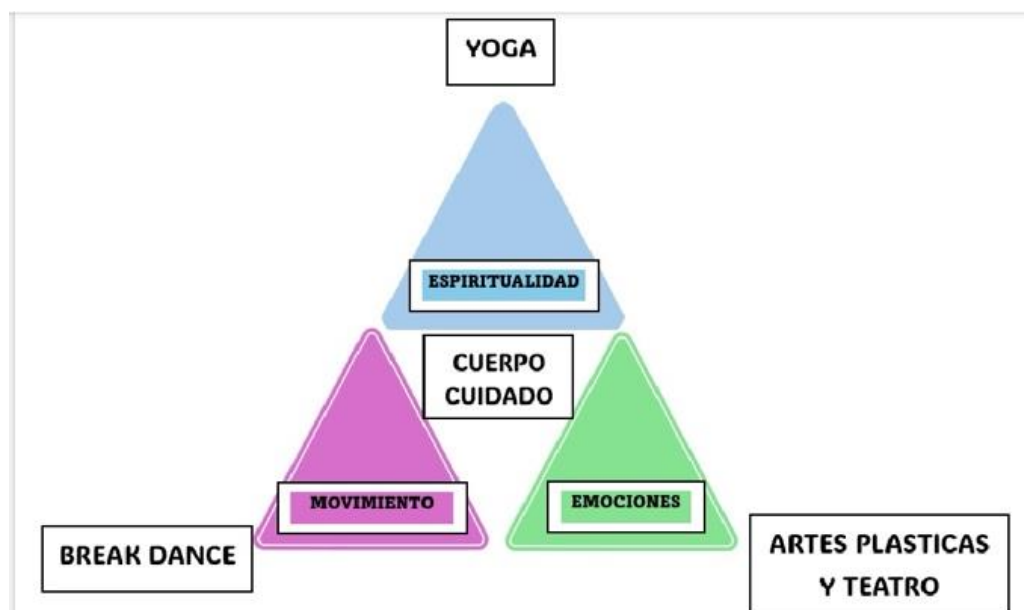 YOGA
ESPIRITUALIDAD
CUERPO
CUIDADO
MOVIMIENTO
EMOCIONES
BREAK DANCE
ARTES PLASTICAS
Y TEATRO